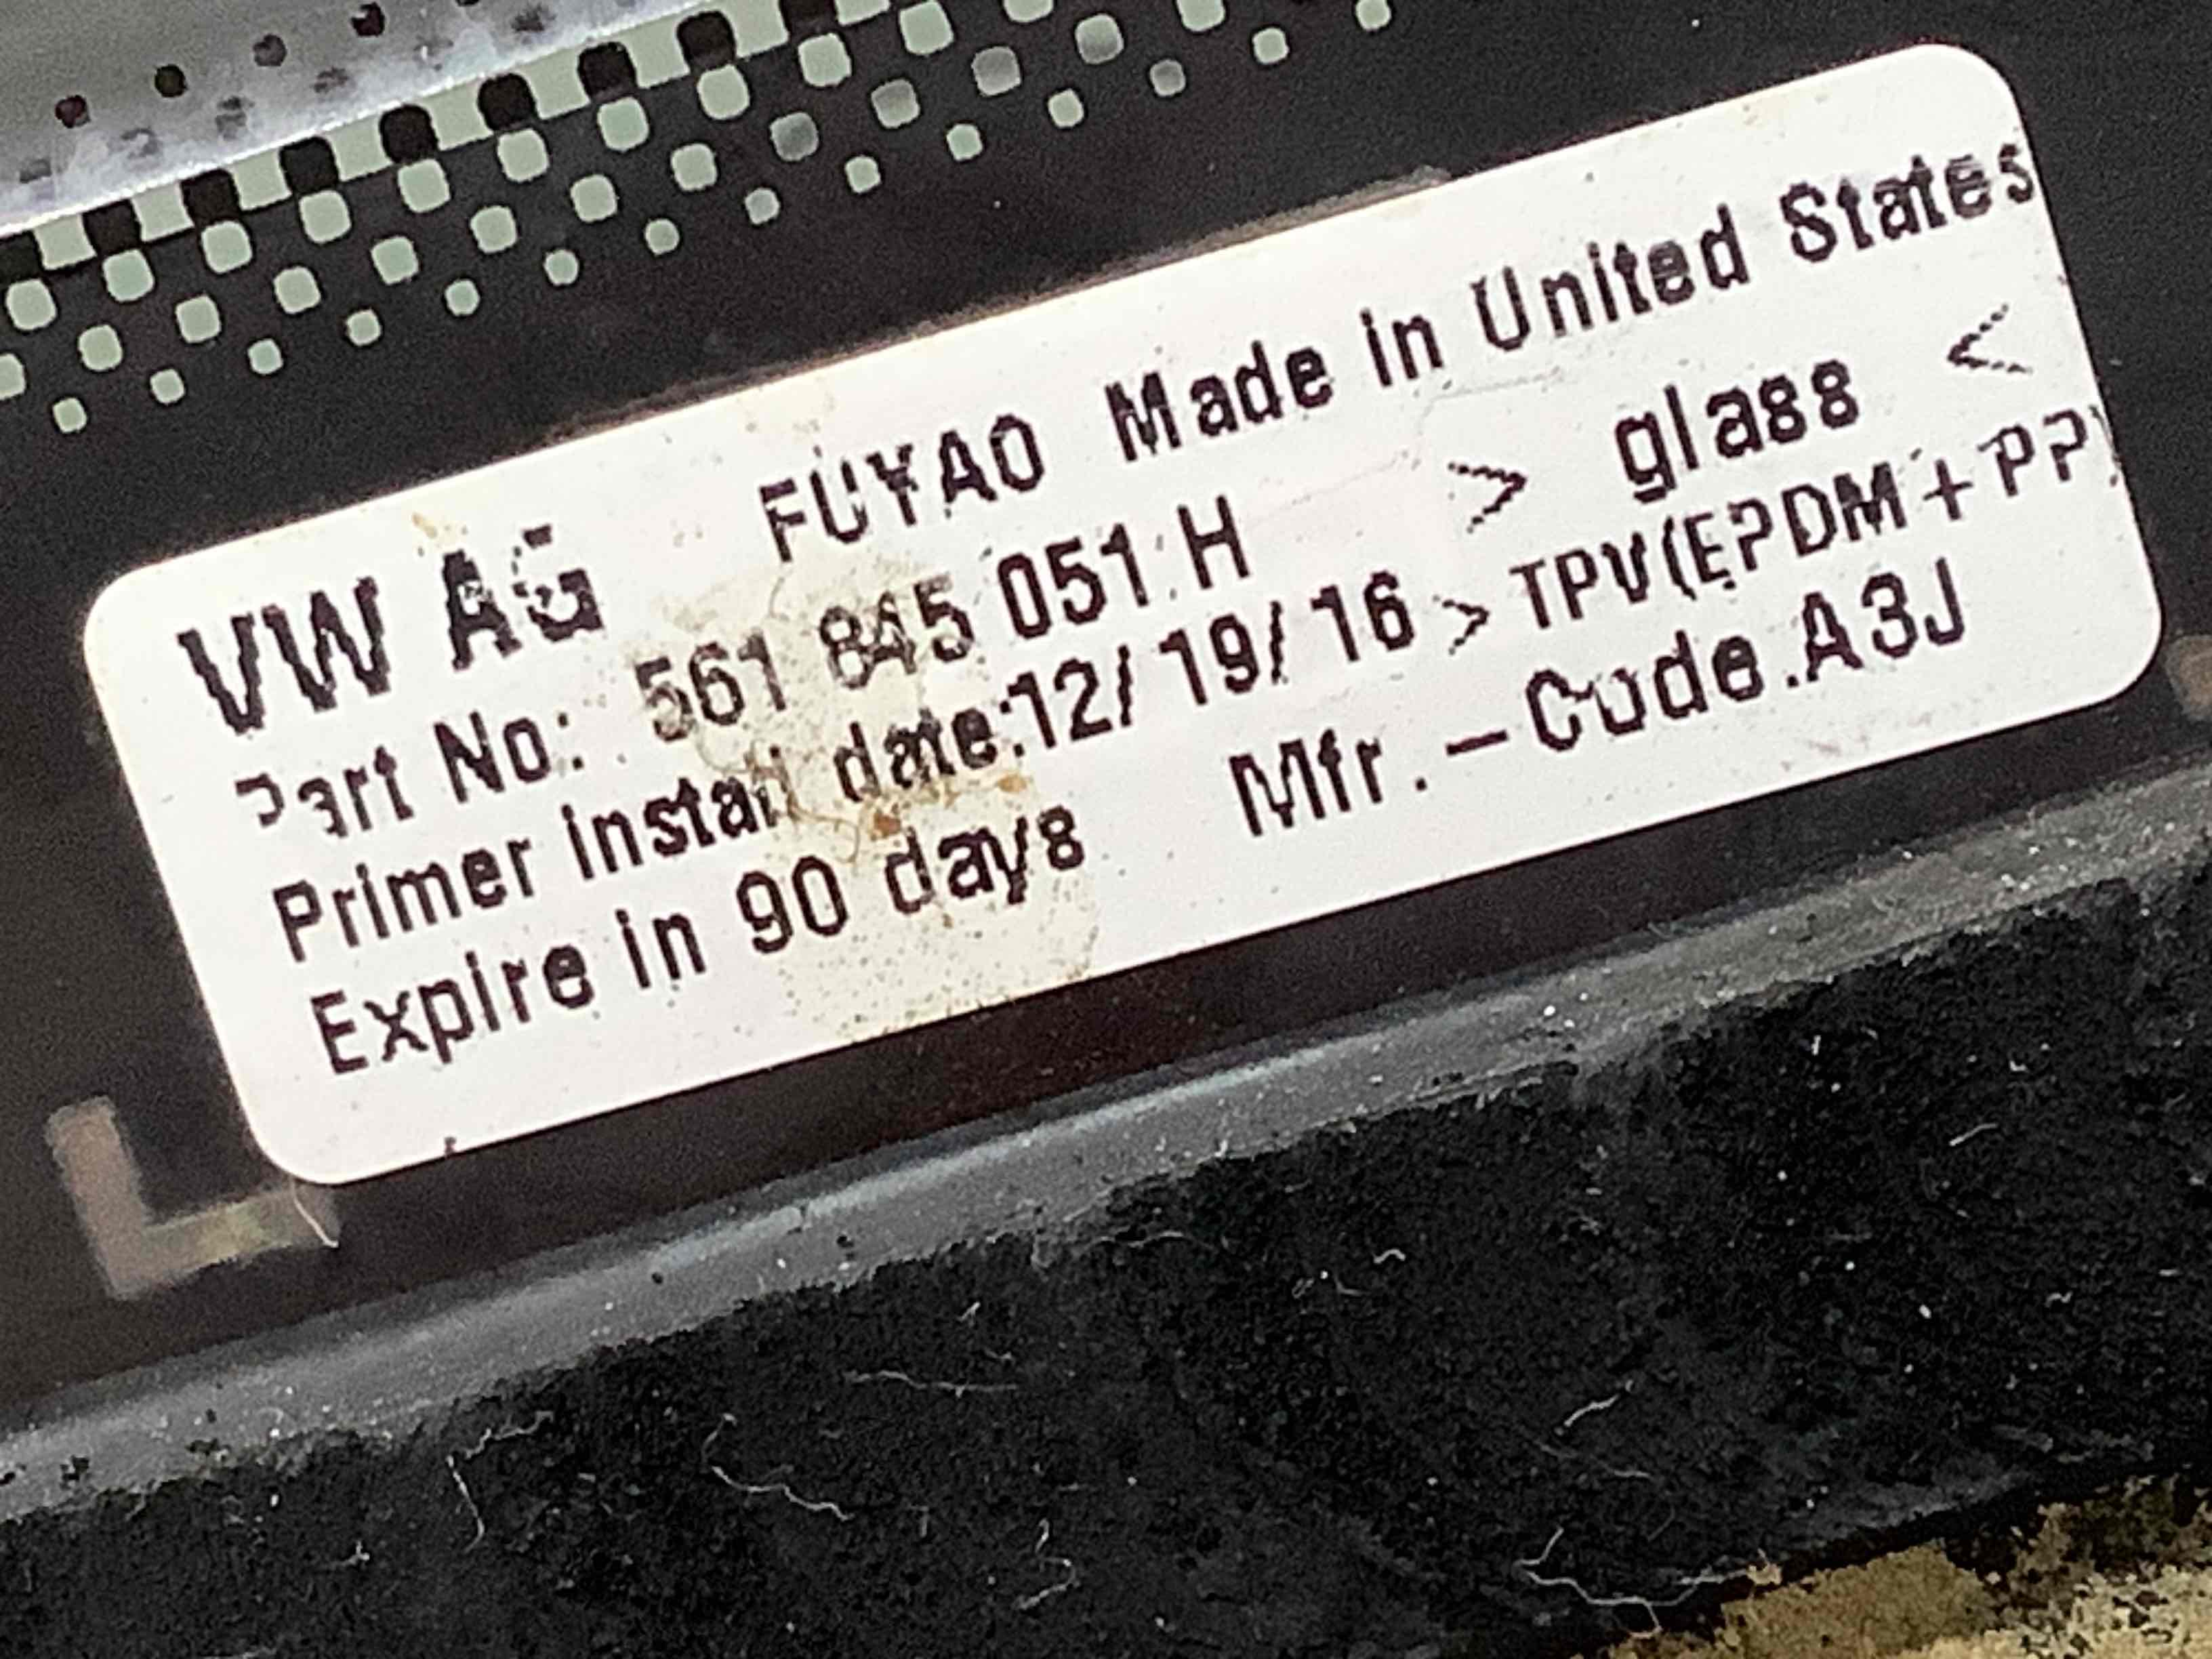 VW AG FUYAO Made in United States
Part No: 561 845 051 H > glass <
Primer install date:12/19/16 > TPV(EPDM+PP)
Expire in 90 days Mfr.-Code.A3J
L